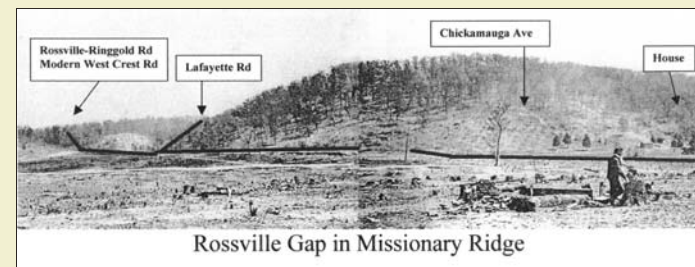 Rossville-Ringgold Rd
Modern West Crest Rd
Lafayette Rd
Chickamauga Ave
House
Rossville Gap in Missionary Ridge